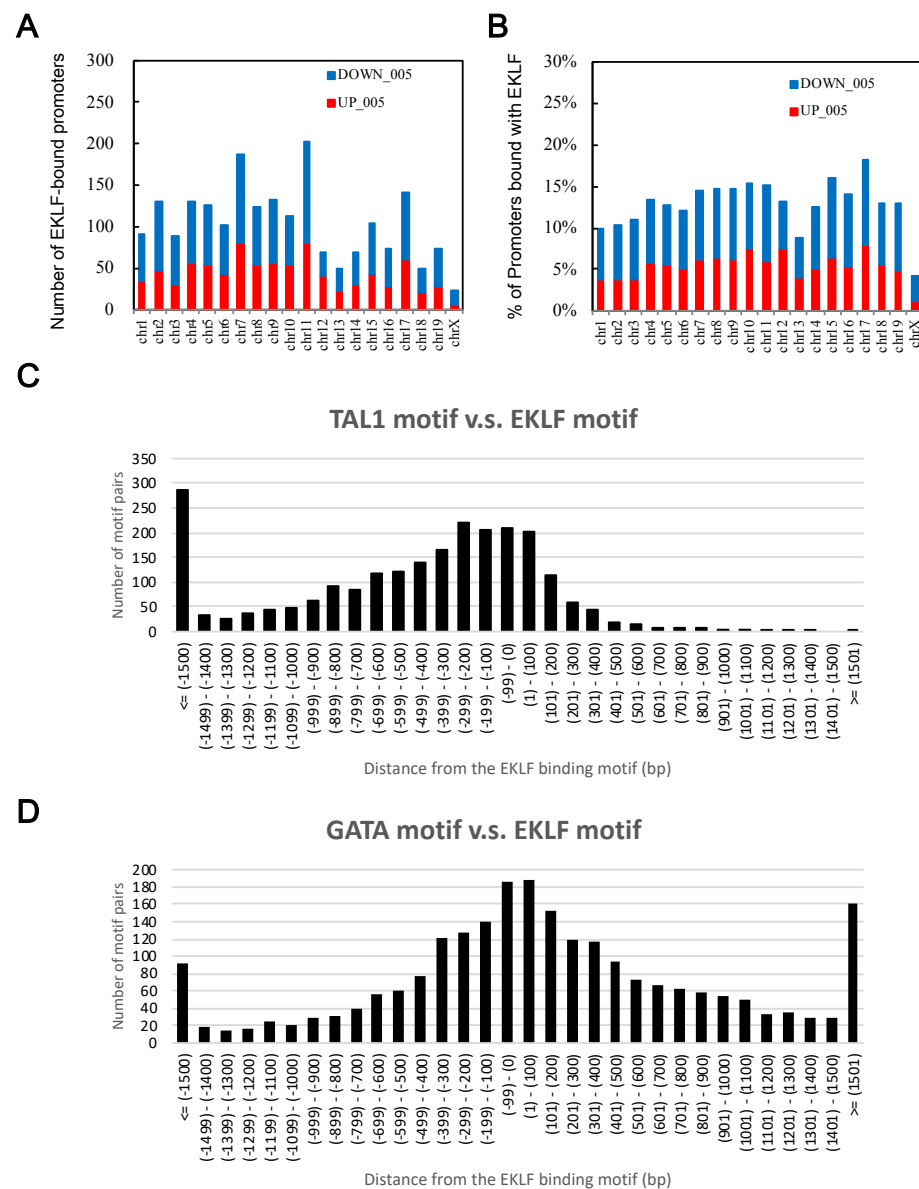 A
Number of EKLF-bound promoters
300
250
200
150
100
50
0
DOWN_005
UP_005
chr1
chr2
chr3
chr4
chr5
chr6
chr7
chr8
chr9
chr10
chr11
chr12
chr13
chr14
chr15
chr16
chr17
chr18
chr19
chrX
B
% of Promoters bound with EKLF
30%
25%
20%
15%
10%
5%
0%
DOWN_005
UP_005
chr1
chr2
chr3
chr4
chr5
chr6
chr7
chr8
chr9
chr10
chr11
chr12
chr13
chr14
chr15
chr16
chr17
chr18
chr19
chrX
C
TAL1 motif v.s. EKLF motif
Number of motif pairs
350
300
250
200
150
100
50
0
<= (-1500)
(-1499) - (-1400)
(-1399) - (-1300)
(-1299) - (-1200)
(-1199) - (-1100)
(-1099) - (-1000)
(-999) - (-900)
(-899) - (-800)
(-799) - (-700)
(-699) - (-600)
(-599) - (-500)
(-499) - (-400)
(-399) - (-300)
(-299) - (-200)
(-199) - (-100)
(-99) - (0)
(1) - (100)
(101) - (200)
(201) - (300)
(301) - (400)
(401) - (500)
(501) - (600)
(601) - (700)
(701) - (800)
(801) - (900)
(901) - (1000)
(1001) - (1100)
(1101) - (1200)
(1201) - (1300)
(1301) - (1400)
(1401) - (1500)
>= (1501)
Distance from the EKLF binding motif (bp)
D
GATA motif v.s. EKLF motif
Number of motif pairs
200
180
160
140
120
100
80
60
40
20
0
<= (-1500)
(-1499) - (-1400)
(-1399) - (-1300)
(-1299) - (-1200)
(-1199) - (-1100)
(-1099) - (-1000)
(-999) - (-900)
(-899) - (-800)
(-799) - (-700)
(-699) - (-600)
(-599) - (-500)
(-499) - (-400)
(-399) - (-300)
(-299) - (-200)
(-199) - (-100)
(-99) - (0)
(1) - (100)
(101) - (200)
(201) - (300)
(301) - (400)
(401) - (500)
(501) - (600)
(601) - (700)
(701) - (800)
(801) - (900)
(901) - (1000)
(1001) - (1100)
(1101) - (1200)
(1201) - (1300)
(1301) - (1400)
(1401) - (1500)
>= (1501)
Distance from the EKLF binding motif (bp)